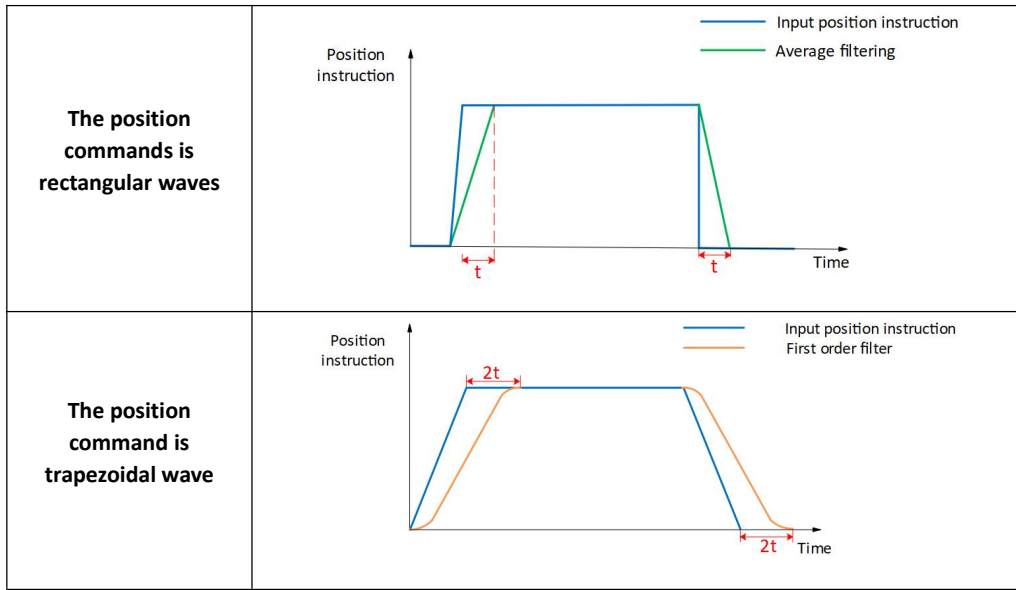 The position
commands is
rectangular waves
Position
instruction
Input position instruction
Average filtering
t
t
Time
The position
command is
trapezoidal wave
Position
instruction
Input position instruction
First order filter
2t
2t
Time